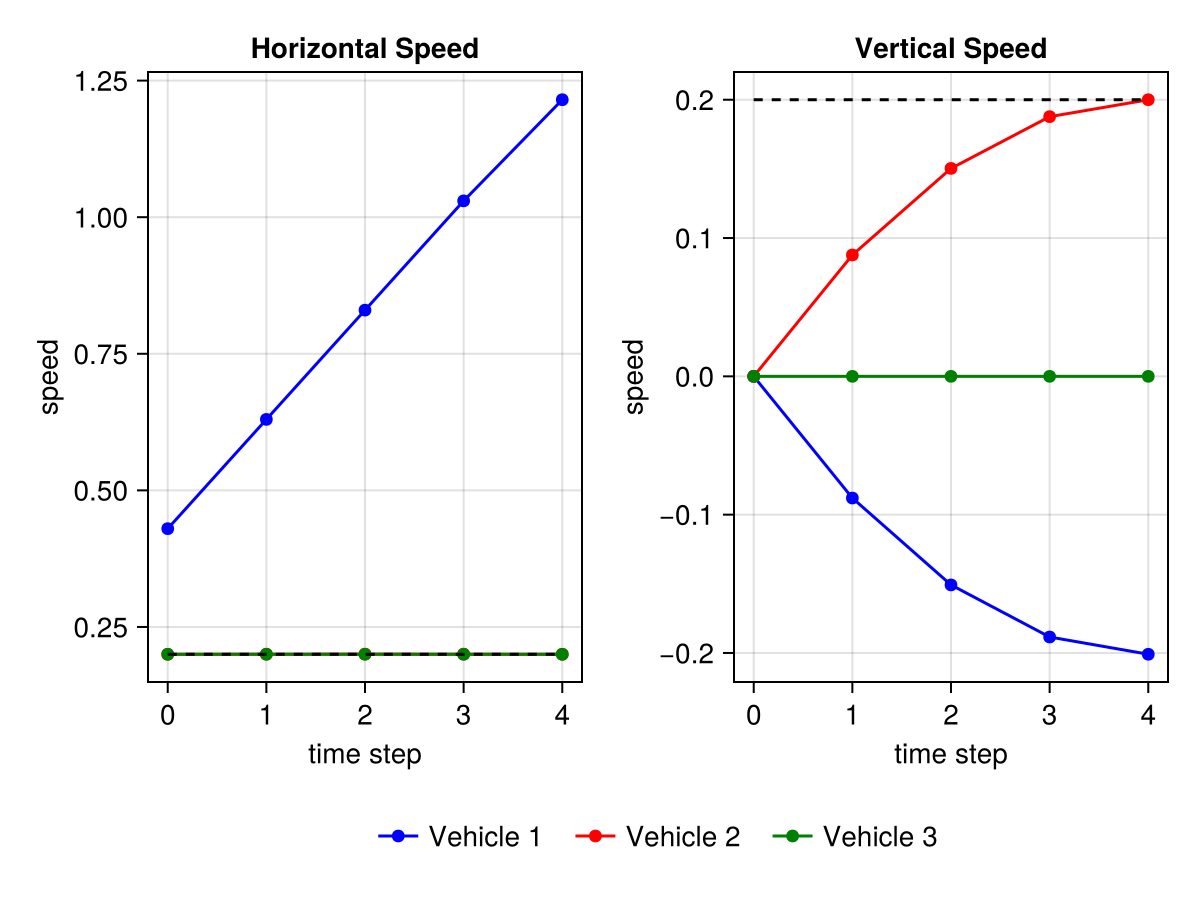 Horizontal Speed
1.25
1.00
0.75
0.50
0.25
speed
0
1
2
3
4
time step
Vertical Speed
0.2
0.1
0.0
−0.1
−0.2
speed
0
1
2
3
4
time step
Vehicle 1
Vehicle 2
Vehicle 3